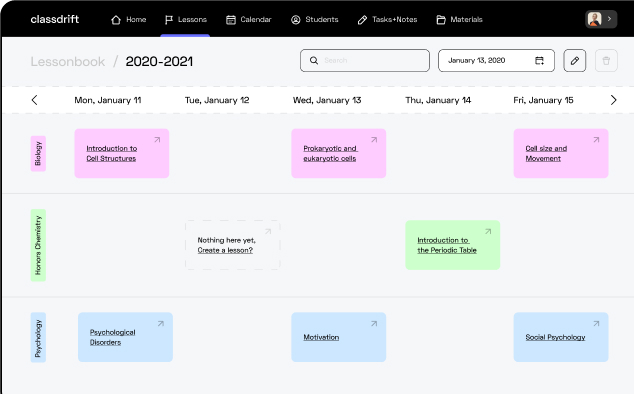 classdrift
Home
Lessons
Calendar
Students
Tasks+Notes
Materials
Lessonbook / 2020-2021
Search
January 13, 2020
Mon, January 11
Tue, January 12
Wed, January 13
Thu, January 14
Fri, January 15
Biology
Introduction to
Cell Structures
Prokaryotic and
eukaryotic cells
Cell size and
Movement
Honors Chemistry
Nothing here yet,
Create a lesson?
Introduction to
the Periodic Table
Psychology
Psychological
Disorders
Motivation
Social Psychology